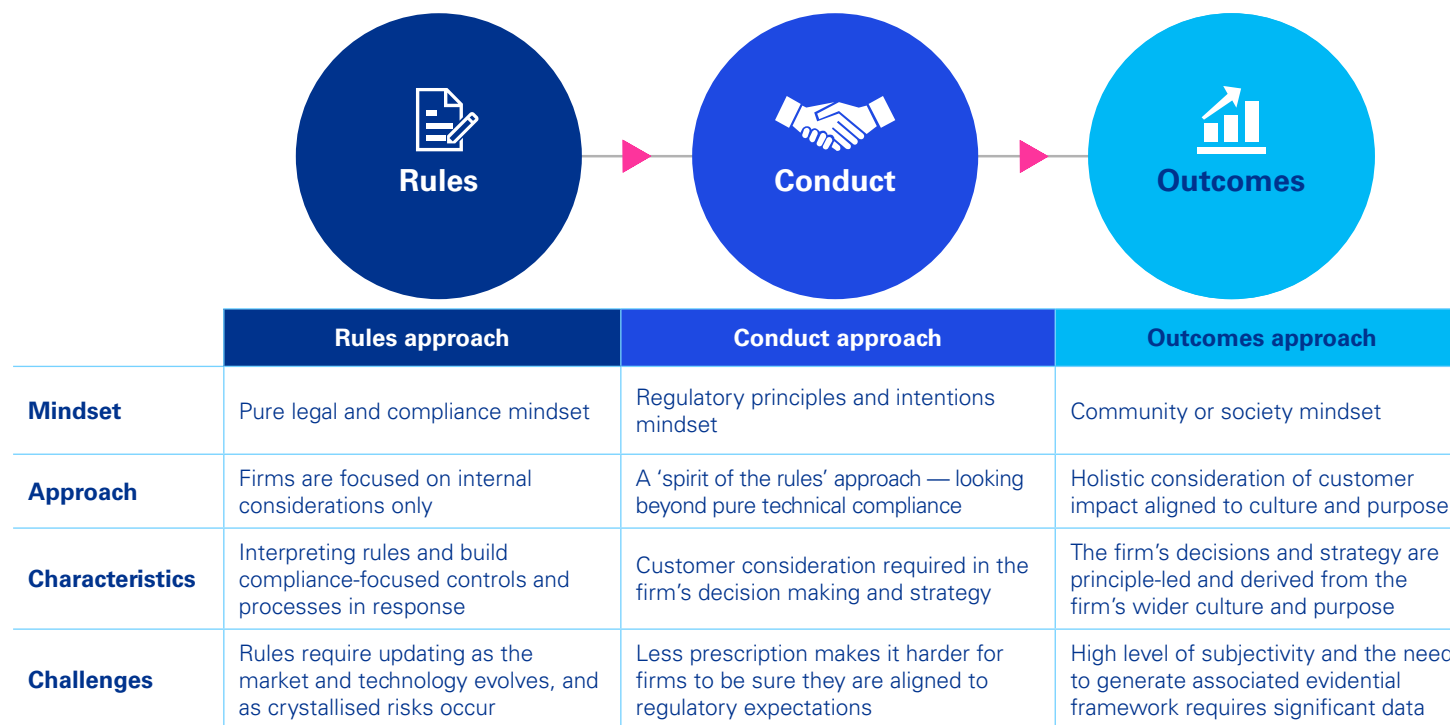 Rules
Conduct
Outcomes
Rules approach
Conduct approach
Outcomes approach
Mindset
Pure legal and compliance mindset
Regulatory principles and intentions
mindset
Community or society mindset
Approach
Firms are focused on internal
considerations only
A ‘spirit of the rules’ approach — looking
beyond pure technical compliance
Holistic consideration of customer
impact aligned to culture and purpose
Characteristics
Interpreting rules and build
compliance-focused controls and
processes in response
Customer consideration required in the
firm’s decision making and strategy
The firm’s decisions and strategy are
principle-led and derived from the
firm’s wider culture and purpose
Challenges
Rules require updating as the
market and technology evolves, and
as crystallised risks occur
Less prescription makes it harder for
firms to be sure they are aligned to
regulatory expectations
High level of subjectivity and the need
to generate associated evidential
framework requires significant data